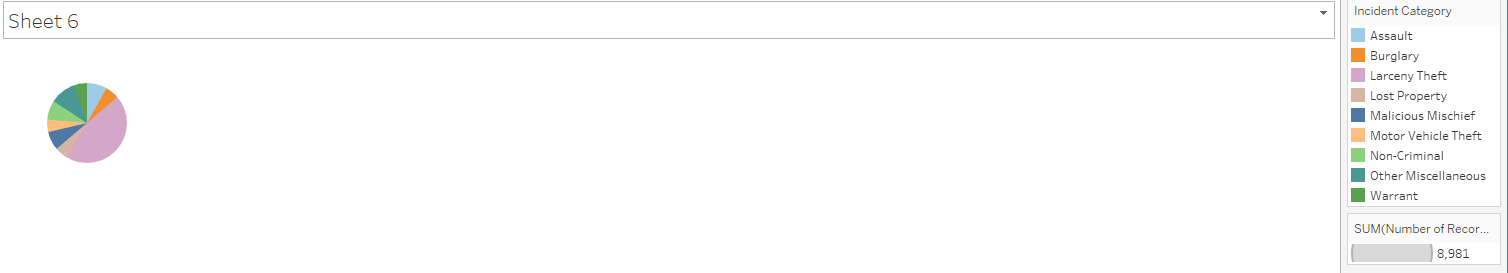 Sheet 6
Incident Category
Assault
Burglary
Larceny Theft
Lost Property
Malicious Mischief
Motor Vehicle Theft
Non-Criminal
Other Miscellaneous
Warrant
SUM(Number of Recor...
8,981